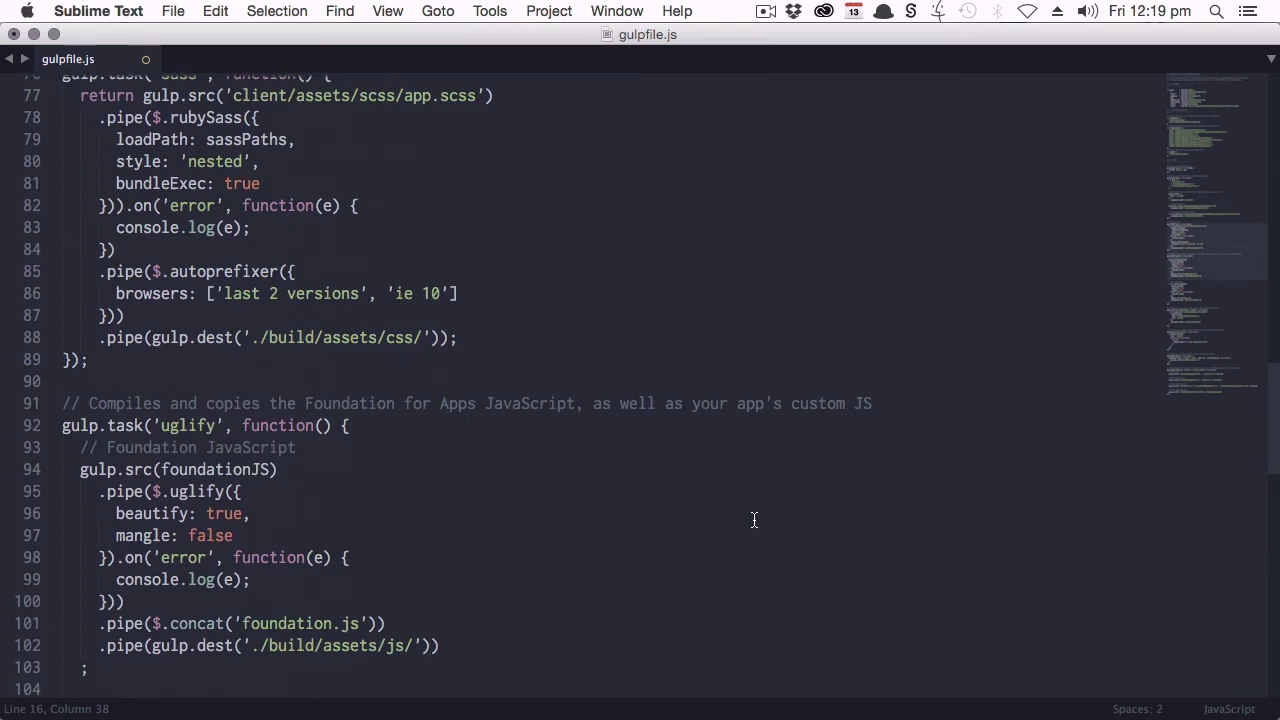 Sublime Text File Edit Selection Find View Goto Tools Project Window Help 13 Fri 12:19 pm
gulpfile.js
gulpfile.js
76 gulp.task('sass', function() {
77 return gulp.src('client/assets/scss/app.scss')
78 .pipe($.rubySass({
79 loadPath: sassPaths,
80 style: 'nested',
81 bundleExec: true
82 })).on('error', function(e) {
83 console.log(e);
84 })
85 .pipe($.autoprefixer({
86 browsers: ['last 2 versions', 'ie 10']
87 }))
88 .pipe(gulp.dest('./build/assets/css/'));
89 });
90
91 // Compiles and copies the Foundation for Apps JavaScript, as well as your app's custom JS
92 gulp.task('uglify', function() {
93 // Foundation JavaScript
94 gulp.src(foundationJS)
95 .pipe($.uglify({
96 beautify: true,
97 mangle: false
98 }).on('error', function(e) {
99 console.log(e);
100 }))
101 .pipe($.concat('foundation.js'))
102 .pipe(gulp.dest('./build/assets/js/'))
103 ;
104
Line 16, Column 38 Spaces: 2 JavaScript